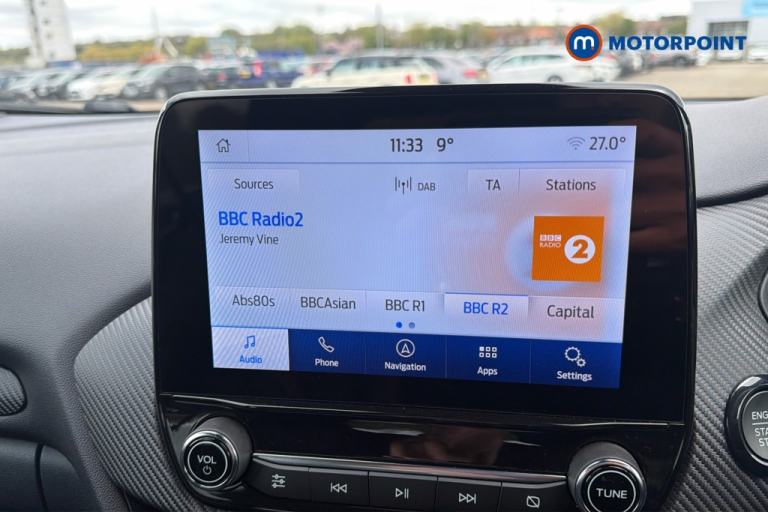 m MOTORPOINT
11:33 9° 27.0°
Sources DAB TA Stations
BBC Radio2
Jeremy Vine
BBC
RADIO 2
Abs80s BBCAsian BBC R1 BBC R2 Capital
Audio Phone Navigation Apps Settings
VOL
TUNE